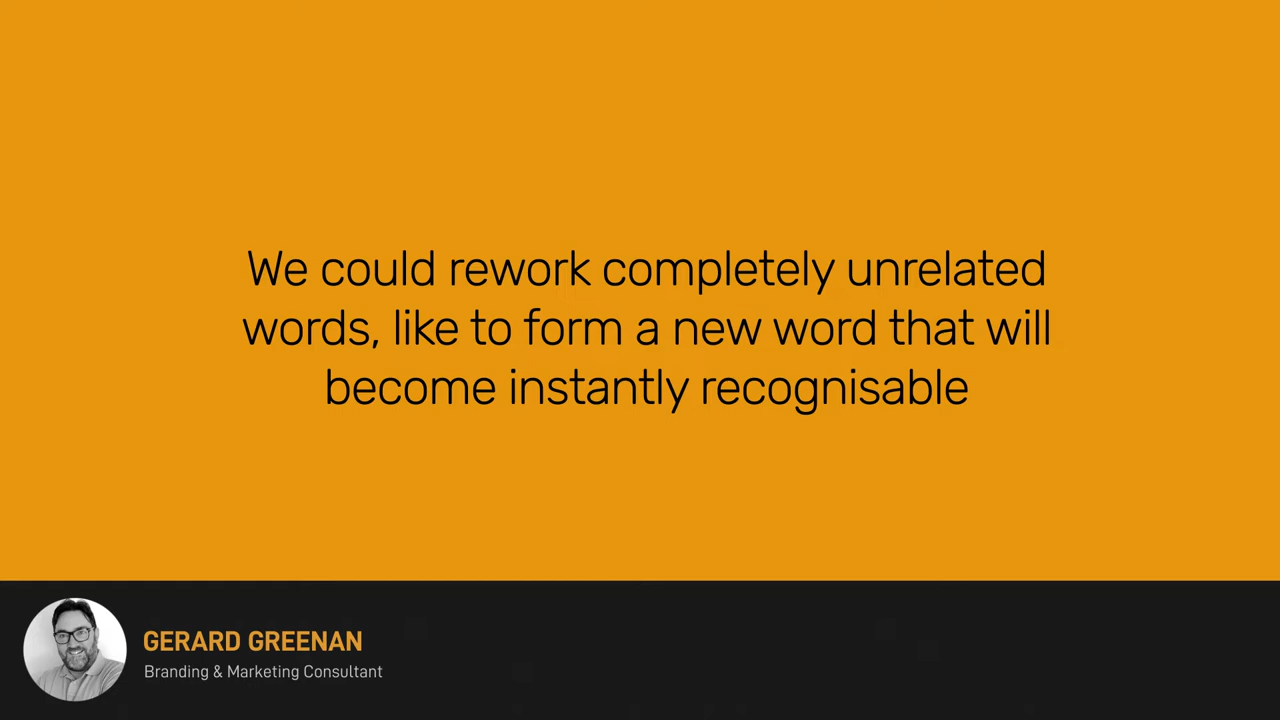 We could rework completely unrelated
words, like to form a new word that will
become instantly recognisable
GERARD GREENAN
Branding & Marketing Consultant